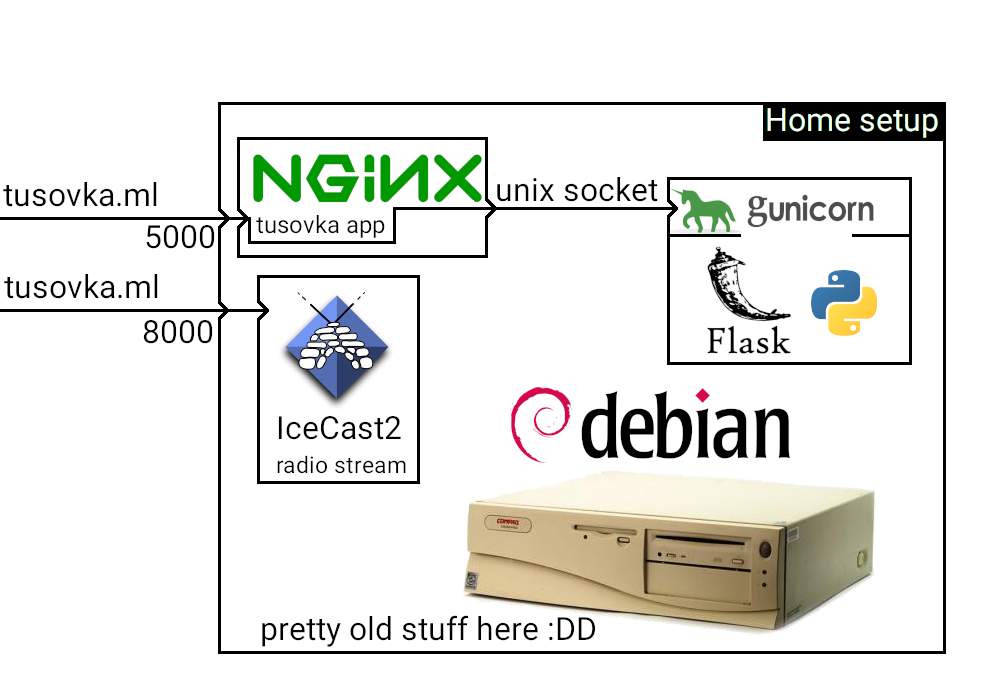 Home setup
tusovka.ml
5000
NGiNX
tusovka app
unix socket
gunicorn
Flask
tusovka.ml
8000
IceCast2
radio stream
debian
COMPAQ
pretty old stuff here :DD